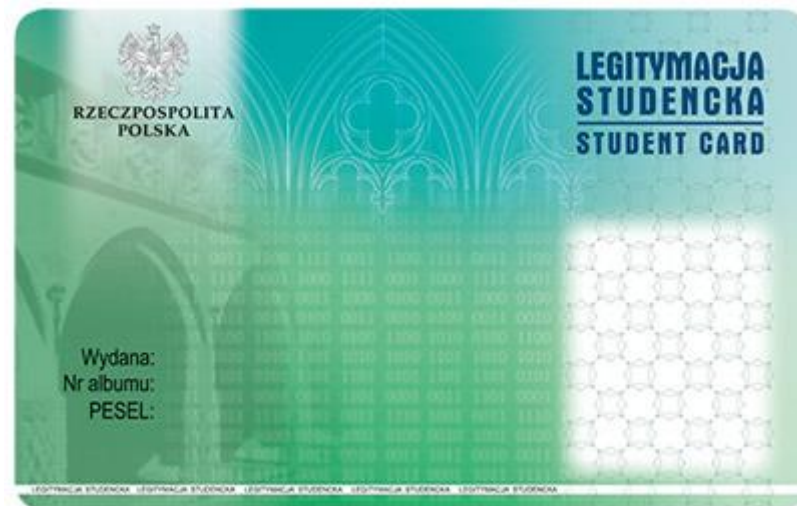 RZECZPOSPOLITA
POLSKA
LEGITYMACJA
STUDENCKA
STUDENT CARD
Wydana:
Nr albumu:
PESEL:
LEGITYMACJA STUDENCKA LEGITYMACJA STUDENCKA LEGITYMACJA STUDENCKA LEGITYMACJA STUDENCKA LEGITYMACJA STUDENCKA